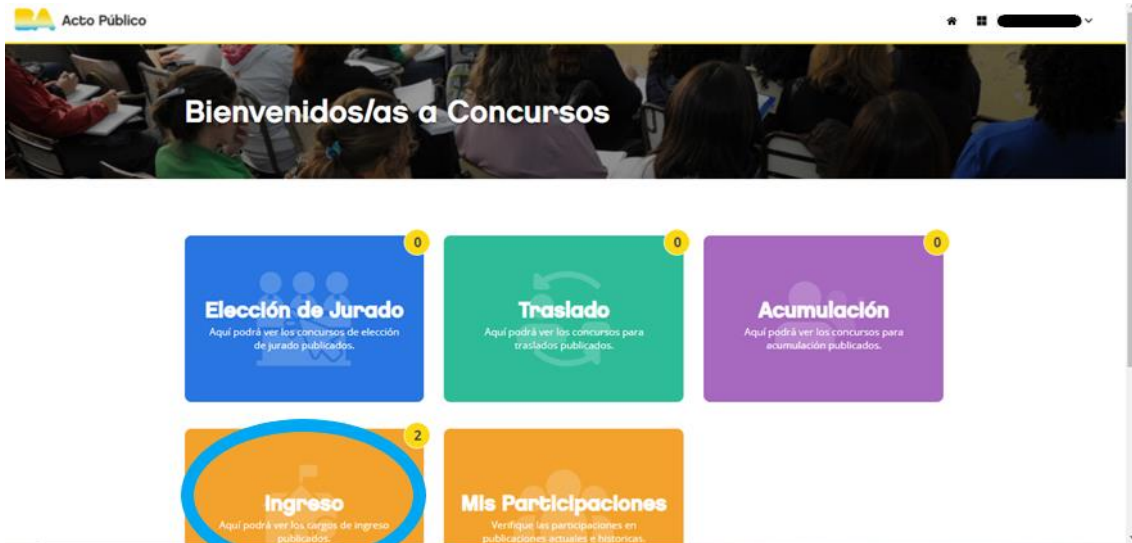 BA Acto Público
Bienvenidos/as a Concursos
0
Elección de Jurado
Aquí podrá ver los concursos de elección
de jurado publicados.
0
Traslado
Aquí podrá ver los concursos para
traslados publicados.
0
Acumulación
Aquí podrá ver los concursos para
acumulación publicados.
2
Ingreso
Aquí podrá ver los cargos de ingreso
publicados.
Mis Participaciones
Verifique las participaciones en
publicaciones actuales e historicas.